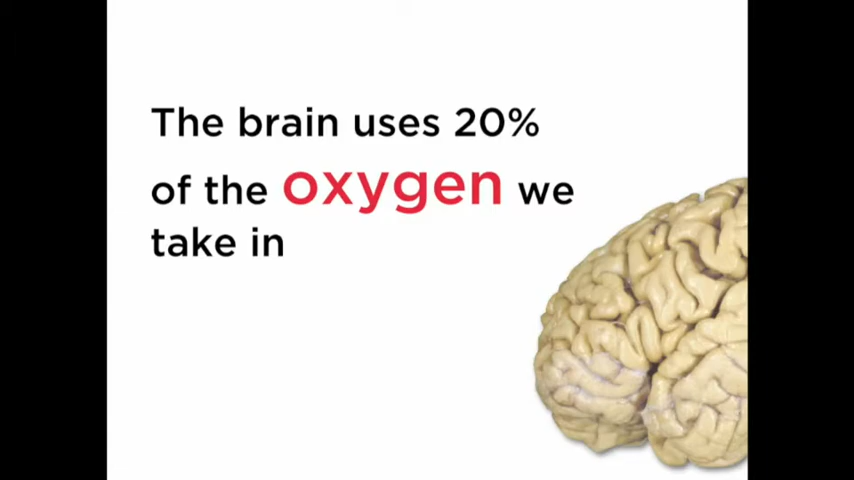 The brain uses 20%
of the oxygen we
take in